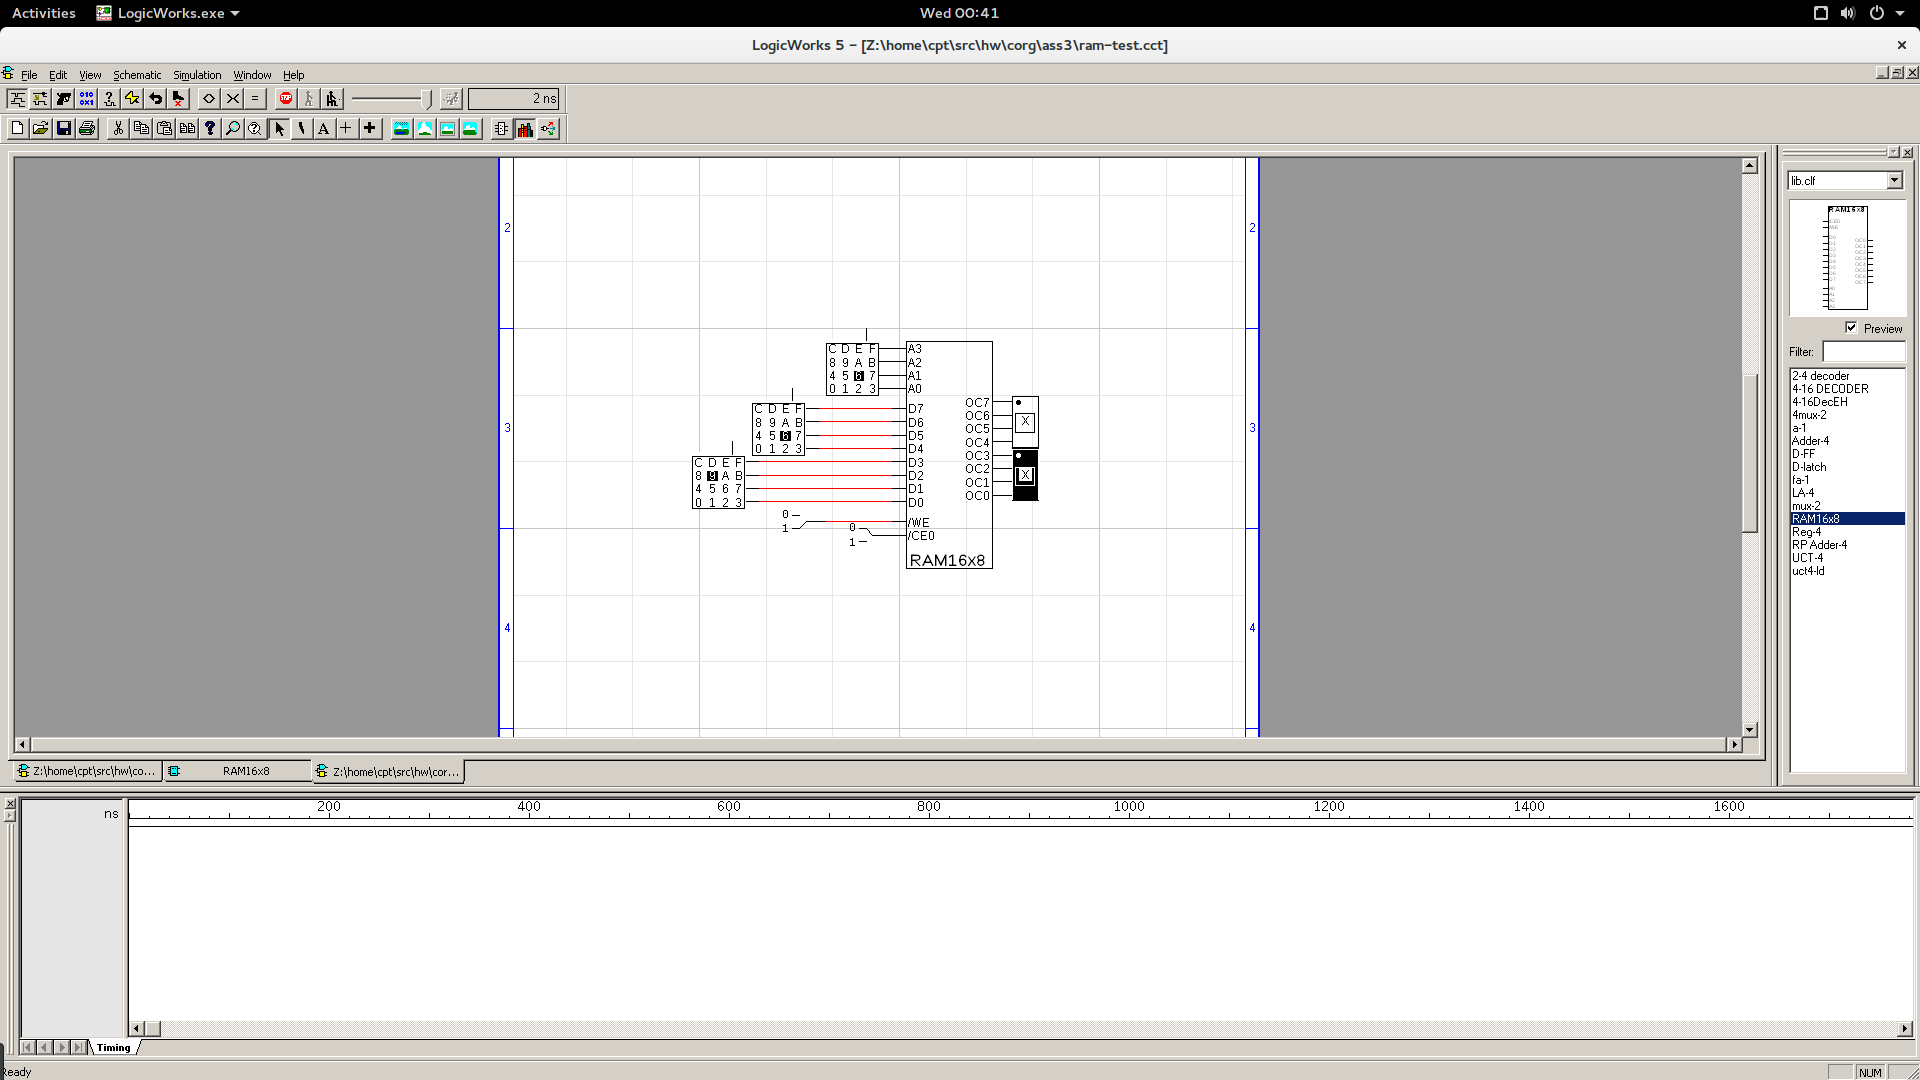 Activities LogicWorks.exe Wed 00:41
LogicWorks 5 – [Z:\home\cpt\src\hw\corg\ass3\ram-test.cct]
File Edit View Schematic Simulation Window Help
2 ns
lib.clf
RAM16x8
Preview
Filter:
2-4 decoder
4-16 DECODER
4-16DecEH
4mux-2
a-1
Adder-4
D-FF
D-latch
fa-1
LA-4
mux-2
RAM16x8
Reg-4
RP Adder-4
UCT-4
uct4-ld
2 2
3 3
4 4
C D E F
8 9 A B
4 5 6 7
0 1 2 3
C D E F
8 9 A B
4 5 6 7
0 1 2 3
C D E F
8 9 A B
4 5 6 7
0 1 2 3
0
1
0
1
A3
A2
A1
A0
D7
D6
D5
D4
D3
D2
D1
D0
/WE
/CE0
OC7
OC6
OC5
OC4
OC3
OC2
OC1
OC0
X
X
RAM16x8
Z:\home\cpt\src\hw\co... RAM16x8 Z:\home\cpt\src\hw\cor...
ns 200 400 600 800 1000 1200 1400 1600
Timing
Ready NUM